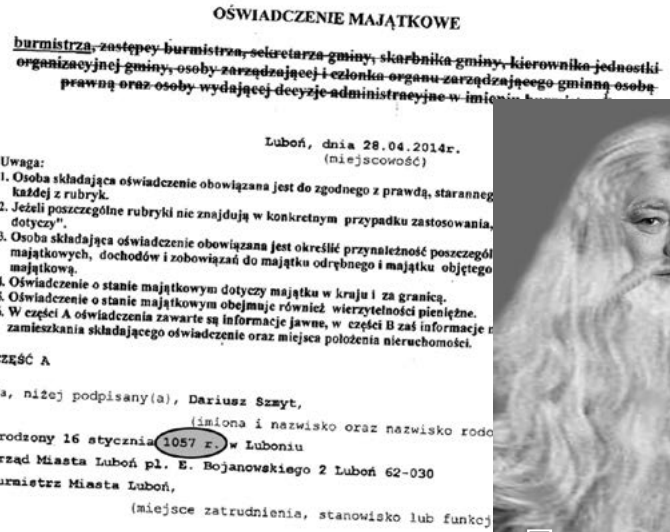 OŚWIADCZENIE MAJĄTKOWE
burmistrza, zastępcy burmistrza, sekretarza gminy, skarbnika gminy, kierownika jednostki
organizacyjnej gminy, osoby zarządzającej i członka organu zarządzającego gminną osobą
prawną oraz osoby wydającej decyzje administracyjne w imieniu
Luboń, dnia 28.04.2014r.
(miejscowość)
Uwaga:
1. Osoba składająca oświadczenie obowiązana jest do zgodnego z prawdą, staranneg
każdej z rubryk.
2. Jeżeli poszczególne rubryki nie znajdują w konkretnym przypadku zastosowania,
dotyczy".
3. Osoba składająca oświadczenie obowiązana jest określić przynależność poszczegól
majątkowych, dochodów i zobowiązań do majątku odrębnego i majątku objętego
majątkową.
4. Oświadczenie o stanie majątkowym dotyczy majątku w kraju i za granicą.
5. Oświadczenie o stanie majątkowym obejmuje również wierzytelności pieniężne.
6. W części A oświadczenia zawarte są informacje jawne, w części B zaś informacje n
zamieszkania składającego oświadczenie oraz miejsca położenia nieruchomości.
ZĘŚĆ A
a, niżej podpisany(a), Dariusz Szmyt,
(imiona i nazwisko oraz nazwisko rodo
rodzony 16 stycznia 1057 r. w Luboniu
rząd Miasta Luboń pl. E. Bojanowskiego 2 Luboń 62-030
urmistrz Miasta Luboń,
(miejsce zatrudnienia, stanowisko lub funkcj